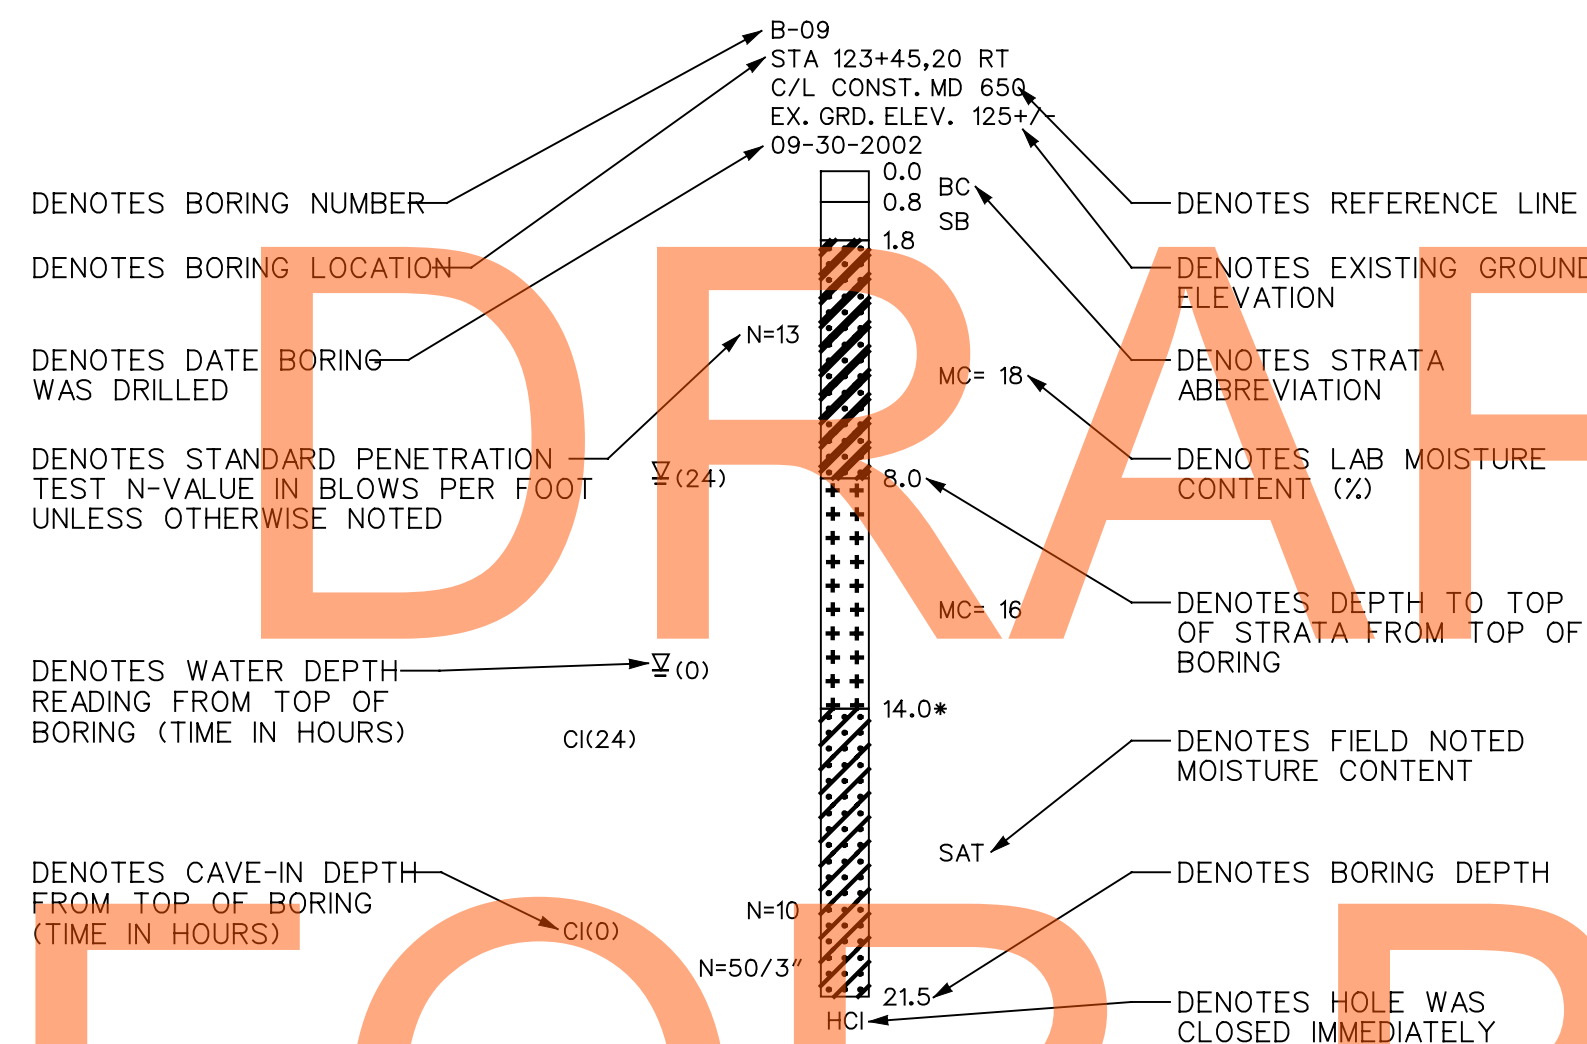 B-09
STA 123+45,20 RT
C/L CONST. MD 650
EX. GRD. ELEV. 125+/-
09-30-2002
0.0
BC
0.8
SB
1.8
DENOTES BORING NUMBER
DENOTES BORING LOCATION
DENOTES DATE BORING
WAS DRILLED
DENOTES STANDARD PENETRATION
TEST N-VALUE IN BLOWS PER FOOT
UNLESS OTHERWISE NOTED
DENOTES WATER DEPTH
READING FROM TOP OF
BORING (TIME IN HOURS)
DENOTES CAVE-IN DEPTH
FROM TOP OF BORING
(TIME IN HOURS)
N=13
(24)
(0)
CI(24)
CI(0)
N=10
N=50/3"
MC= 18
8.0
MC= 16
14.0*
SAT
21.5
HCI
DENOTES REFERENCE LINE
DENOTES EXISTING GROUND
ELEVATION
DENOTES STRATA
ABBREVIATION
DENOTES LAB MOISTURE
CONTENT (%)
DENOTES DEPTH TO TOP
OF STRATA FROM TOP OF
BORING
DENOTES FIELD NOTED
MOISTURE CONTENT
DENOTES BORING DEPTH
DENOTES HOLE WAS
CLOSED IMMEDIATELY
DRAF
FOR